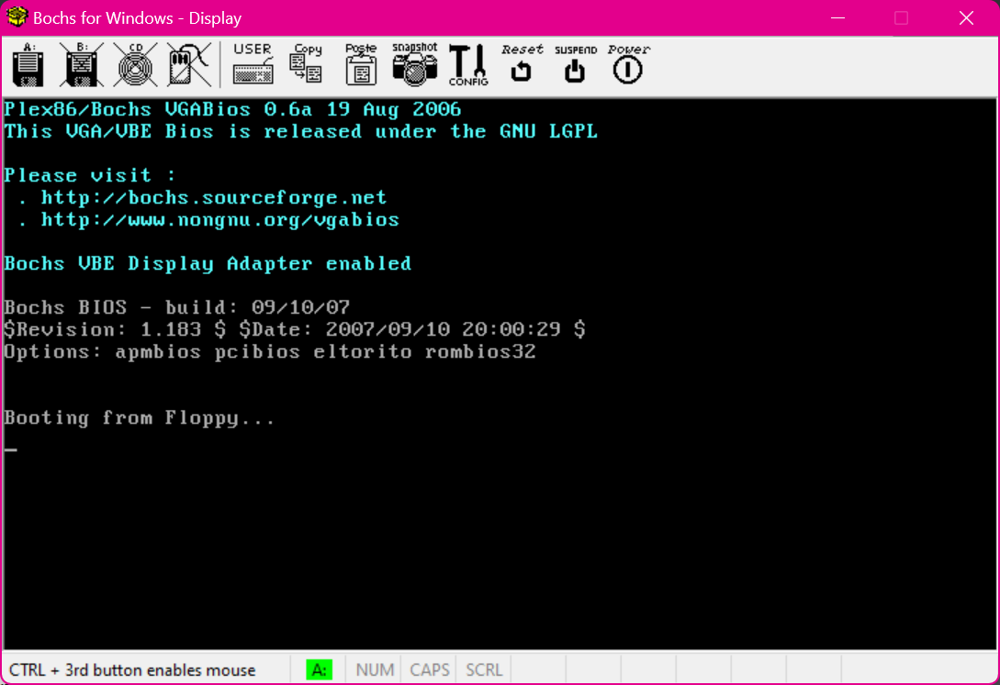 Bochs for Windows - Display
A: B: CD USER Copy Paste snapshot CONFIG Reset SUSPEND Power
Plex86/Bochs VGABios 0.6a 19 Aug 2006
This VGA/VBE Bios is released under the GNU LGPL
Please visit :
. http://bochs.sourceforge.net
. http://www.nongnu.org/vgabios
Bochs VBE Display Adapter enabled
Bochs BIOS - build: 09/10/07
$Revision: 1.183 $ $Date: 2007/09/10 20:00:29 $
Options: apmbios pcibios eltorito rombios32
Booting from Floppy...
_
CTRL + 3rd button enables mouse A: NUM CAPS SCRL